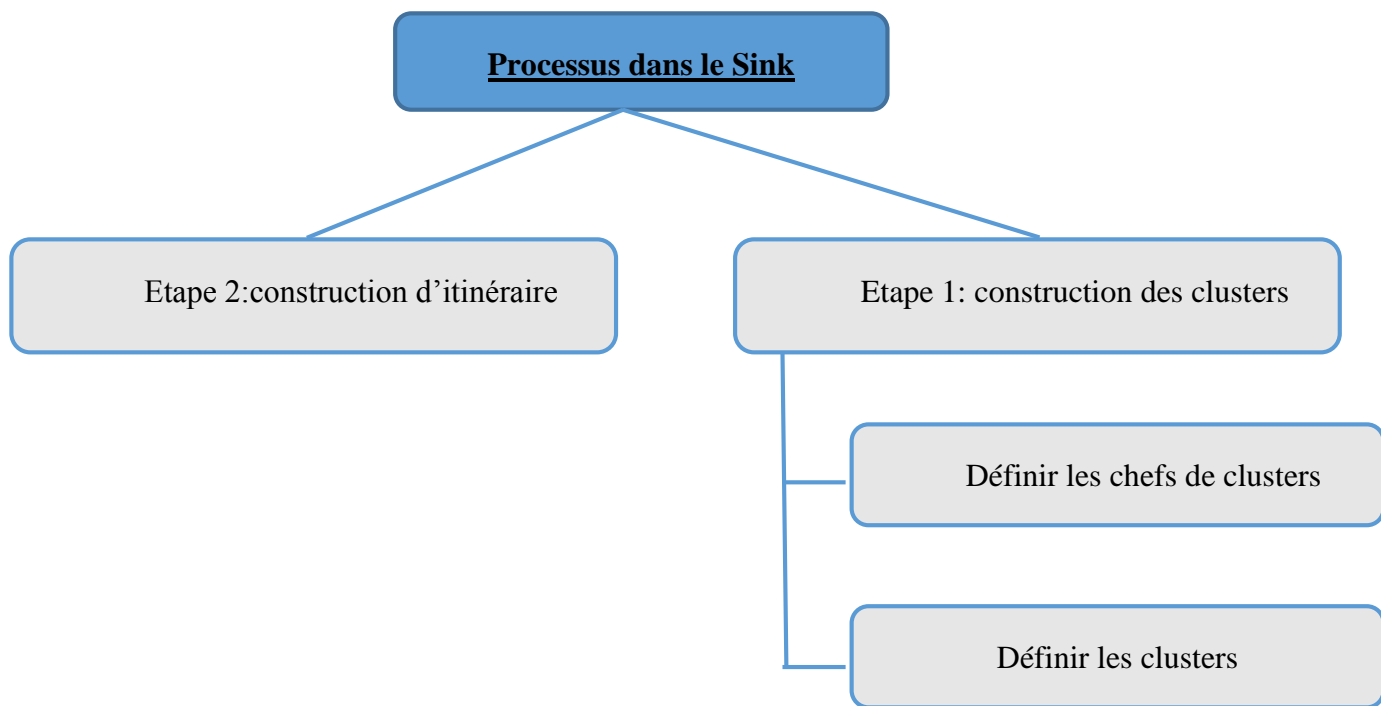 Processus dans le Sink
Etape 2:construction d’itinéraire
Etape 1: construction des clusters
Définir les chefs de clusters
Définir les clusters